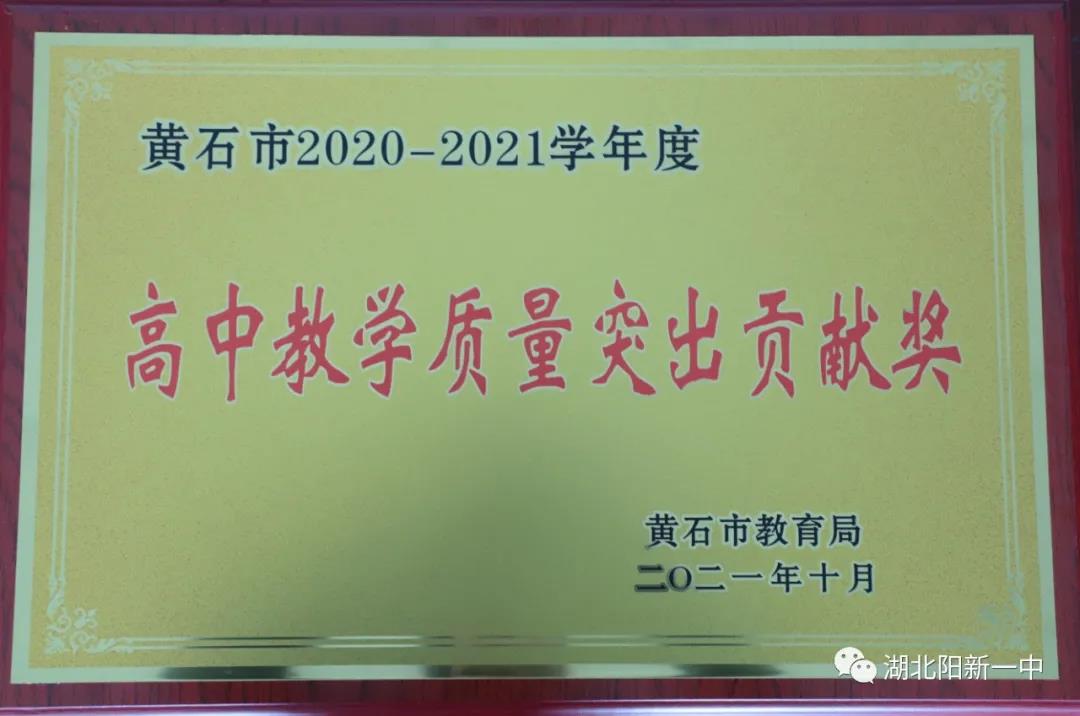 黄石市2020-2021学年度
高中教学质量突出贡献奖
黄石市教育局
二〇二一年十月
湖北阳新一中